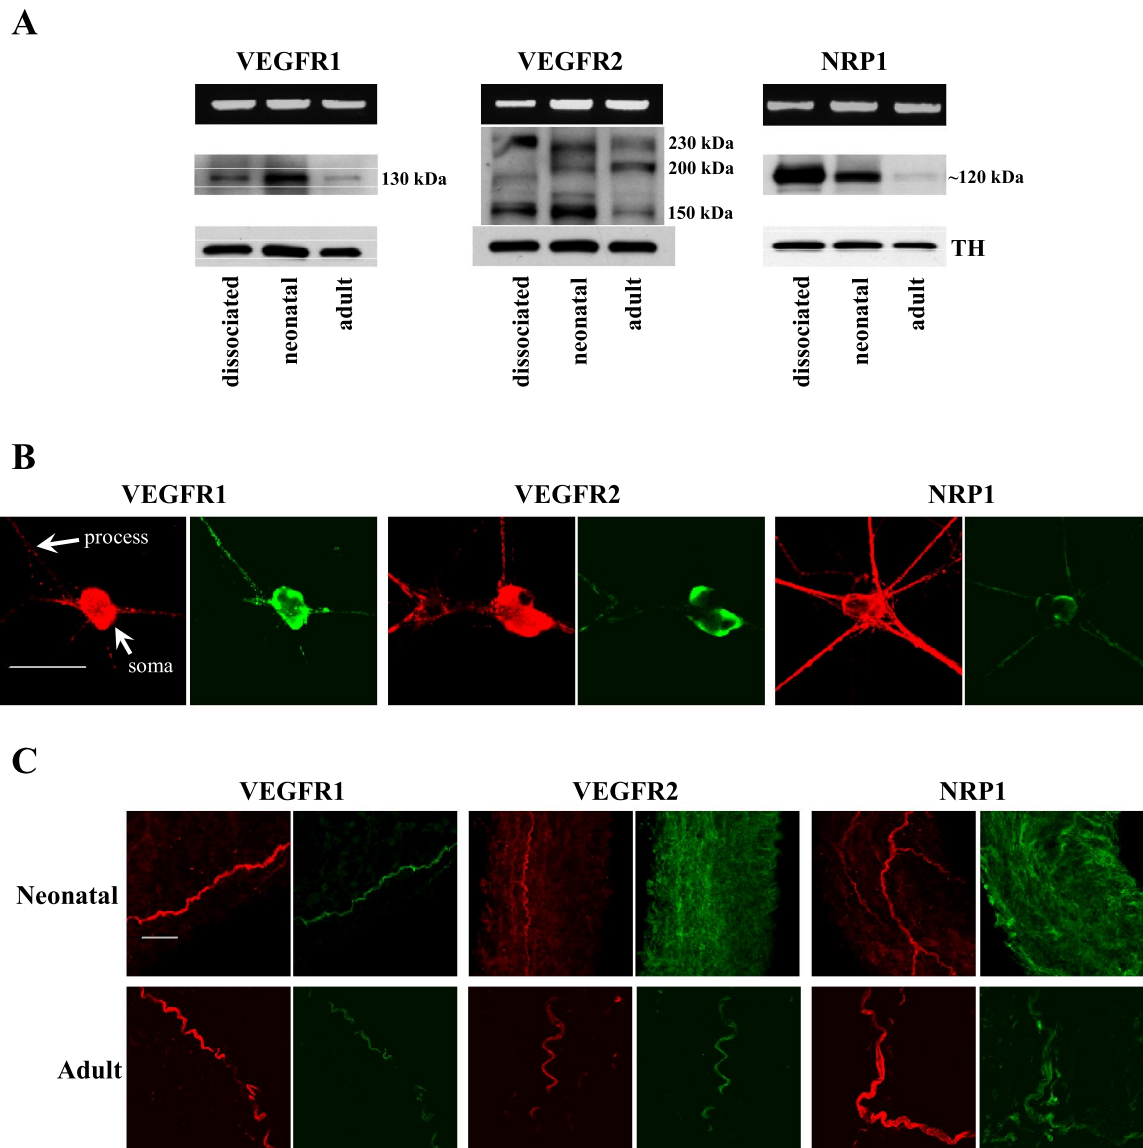 A
VEGFR1 VEGFR2 NRP1
230 kDa
200 kDa
130 kDa
~120 kDa
150 kDa
TH
dissociated neonatal adult dissociated neonatal adult dissociated neonatal adult
B
VEGFR1 VEGFR2 NRP1
process
soma
C
VEGFR1 VEGFR2 NRP1
Neonatal
Adult